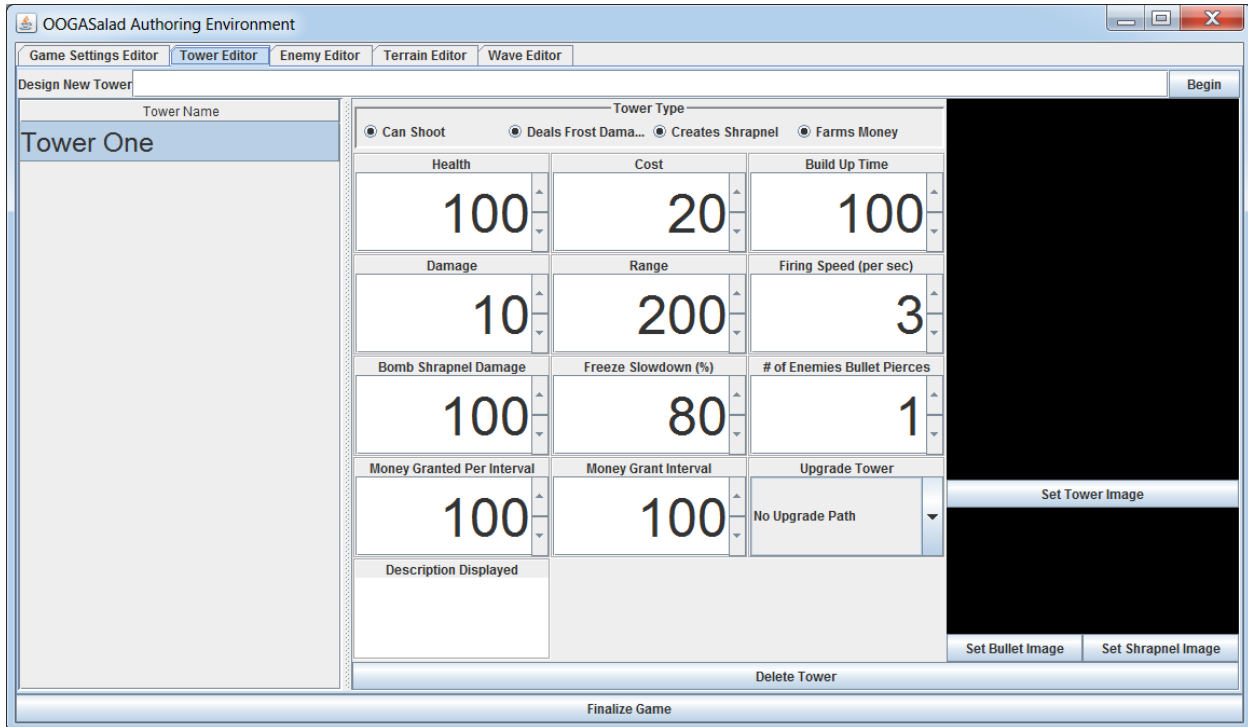 OOGASalad Authoring Environment
Game Settings Editor Tower Editor Enemy Editor Terrain Editor Wave Editor
Design New Tower Begin
Tower Name
Tower One
Tower Type
Can Shoot Deals Frost Dama... Creates Shrapnel Farms Money
Health Cost Build Up Time
100 20 100
Damage Range Firing Speed (per sec)
10 200 3
Bomb Shrapnel Damage Freeze Slowdown (%) # of Enemies Bullet Pierces
100 80 1
Money Granted Per Interval Money Grant Interval Upgrade Tower
100 100 No Upgrade Path
Description Displayed
Set Tower Image
Set Bullet Image Set Shrapnel Image
Delete Tower
Finalize Game